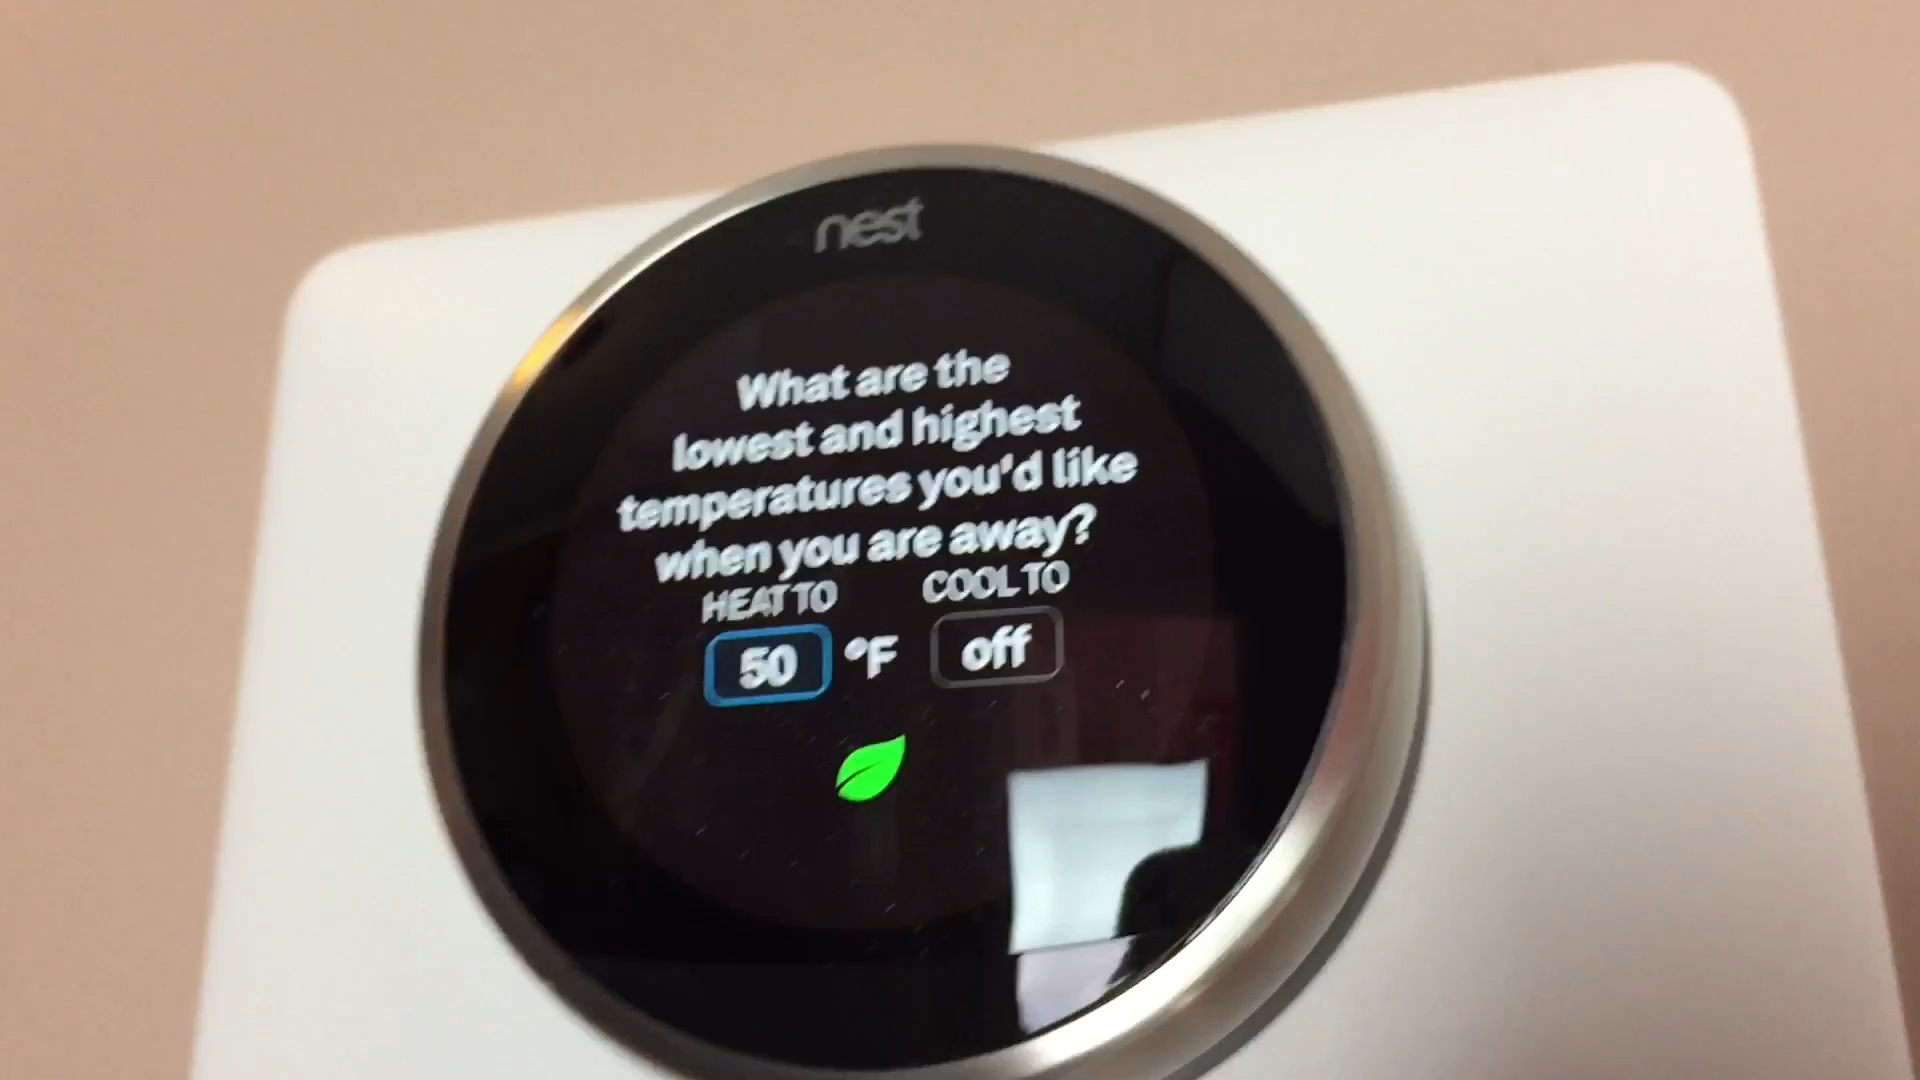 nest
What are the
lowest and highest
temperatures you'd like
when you are away?
HEAT TO COOL TO
50 °F off